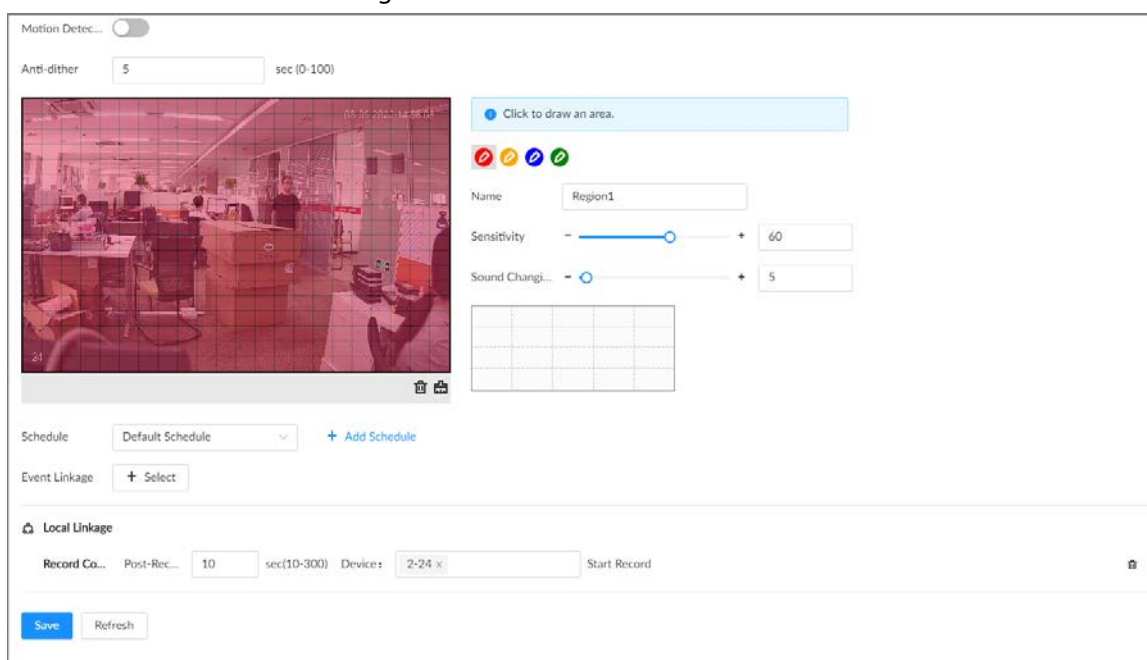 Motion Detec...
Anti-dither 5 sec (0-100)
Click to draw an area.
Name Region1
Sensitivity - + 60
Sound Changi... - + 5
24
Schedule Default Schedule + Add Schedule
Event Linkage + Select
Local Linkage
Record Co... Post-Rec... 10 sec(10-300) Device: 2-24 × Start Record
Save Refresh